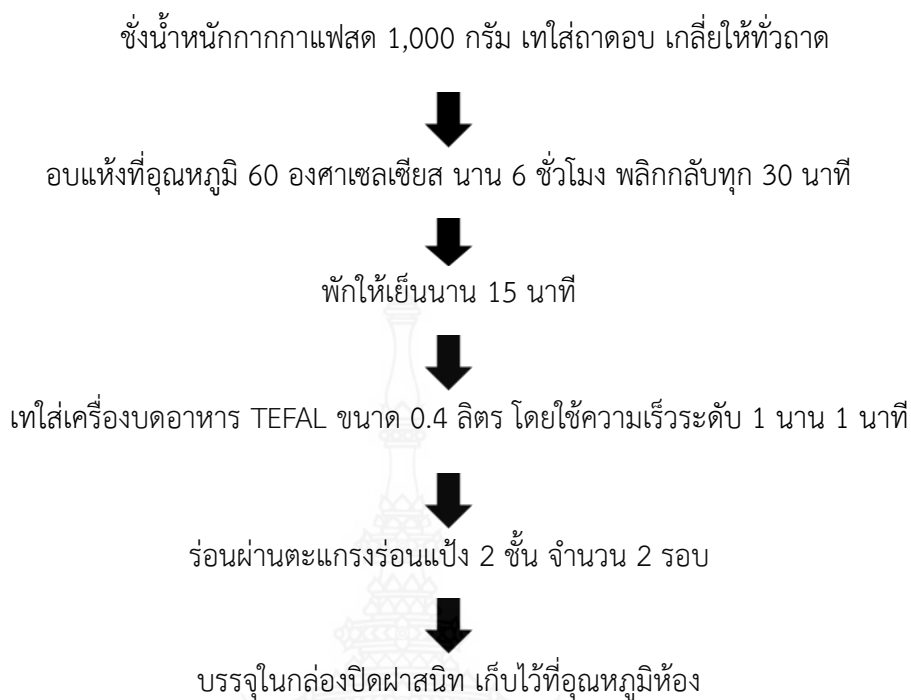 ชั่งน้ำหนักกากกาแฟสด 1,000 กรัม เทใส่ถาดอบ เกลี่ยให้ทั่วถาด
อบแห้งที่อุณหภูมิ 60 องศาเซลเซียส นาน 6 ชั่วโมง พลิกกลับทุก 30 นาที
พักให้เย็นนาน 15 นาที
เทใส่เครื่องบดอาหาร TEFAL ขนาด 0.4 ลิตร โดยใช้ความเร็วระดับ 1 นาน 1 นาที
ร่อนผ่านตะแกรงร่อนแป้ง 2 ชั้น จำนวน 2 รอบ
บรรจุในกล่องปิดฝาสนิท เก็บไว้ที่อุณหภูมิห้อง